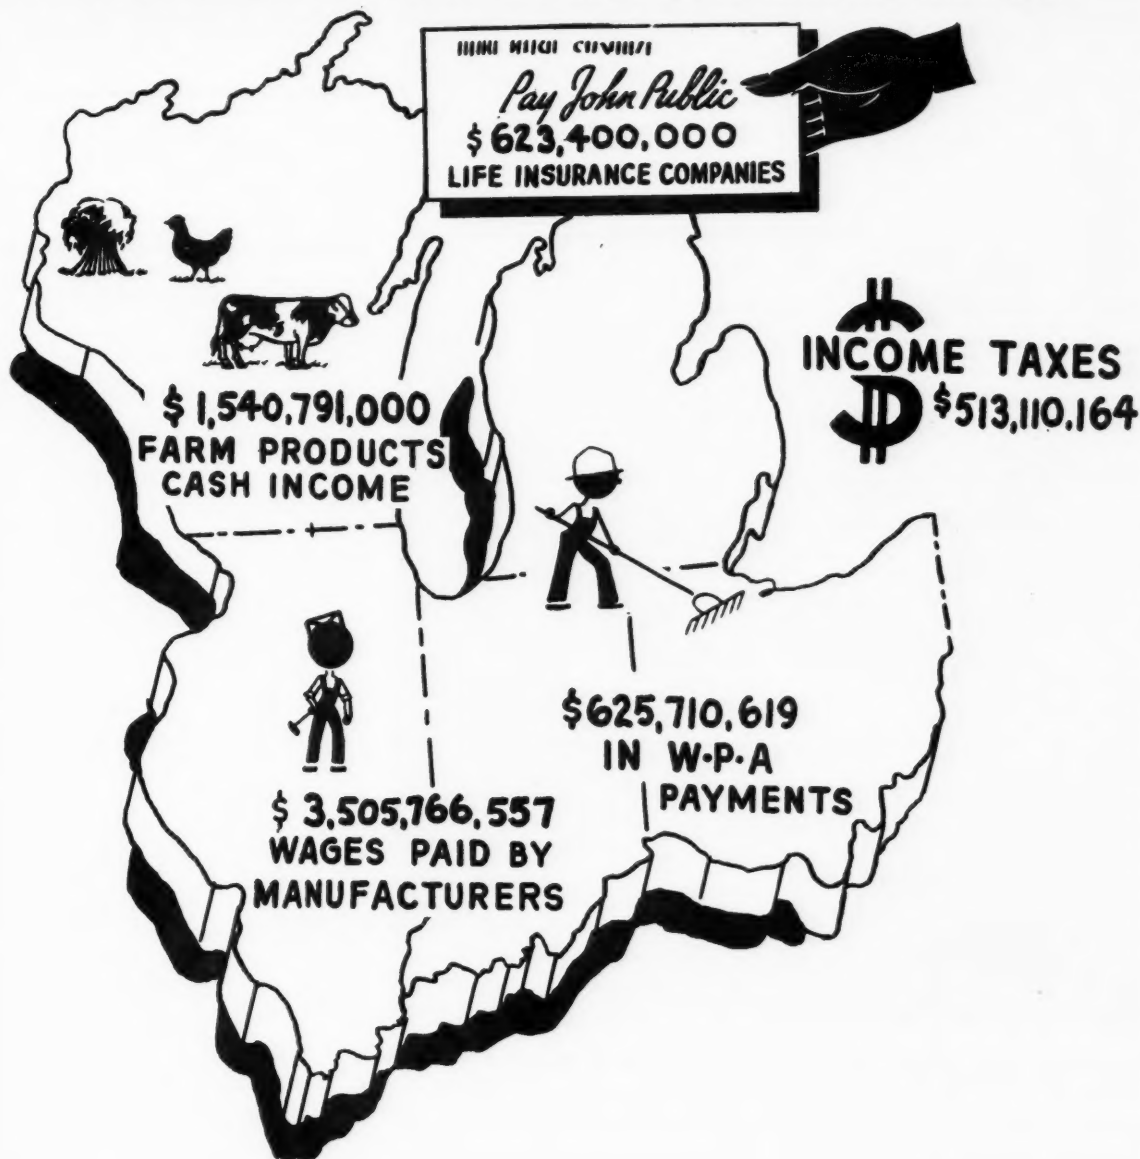 Pay John Public
$ 623,400,000
LIFE INSURANCE COMPANIES
INCOME TAXES
$513,110,164
$ 1,540,791,000
FARM PRODUCTS
CASH INCOME
$625,710,619
IN W·P·A
PAYMENTS
$ 3,505,766,557
WAGES PAID BY
MANUFACTURERS